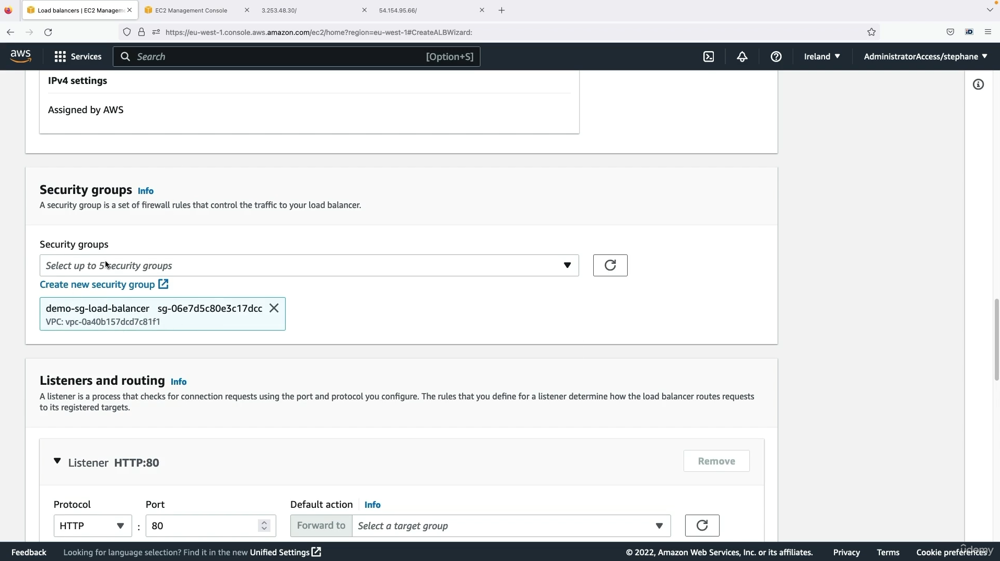 Load balancers | EC2 Manageme
EC2 Management Console
3.253.48.30/
54.154.95.66/
https://eu-west-1.console.aws.amazon.com/ec2/home?region=eu-west-1#CreateALBWizard:
iD
aws
Services
Search
[Option+S]
Ireland
AdministratorAccess/stephane
IPv4 settings
Assigned by AWS
Security groups Info
A security group is a set of firewall rules that control the traffic to your load balancer.
Security groups
Select up to 5 security groups
Create new security group
demo-sg-load-balancer sg-06e7d5c80e3c17dcc
VPC: vpc-0a40b157dcd7c81f1
Listeners and routing Info
A listener is a process that checks for connection requests using the port and protocol you configure. The rules that you define for a listener determine how the load balancer routes requests
to its registered targets.
Listener HTTP:80
Remove
Protocol
Port
Default action
Info
HTTP
:
80
Forward to
Select a target group
Feedback
Looking for language selection? Find it in the new Unified Settings
© 2022, Amazon Web Services, Inc. or its affiliates.
Privacy
Terms
Cookie preferences
ûdemy